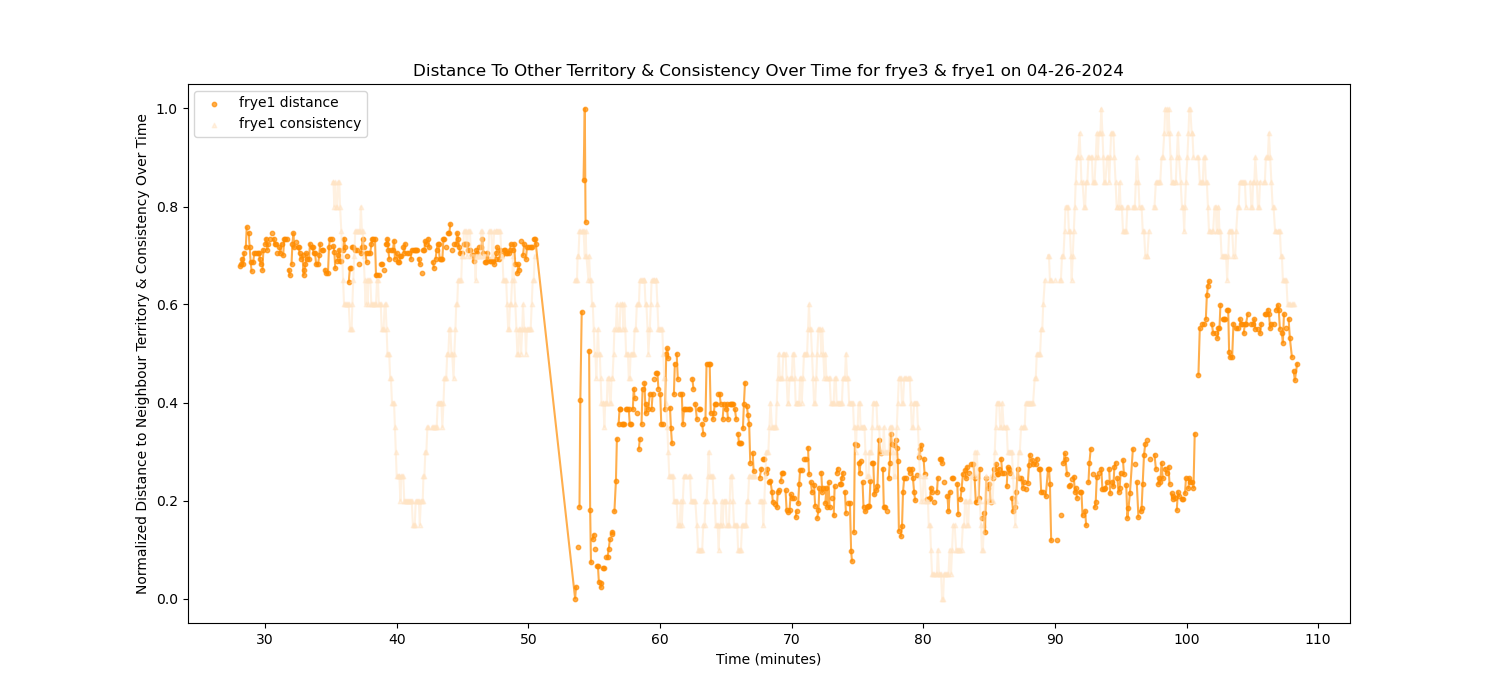 Distance To Other Territory & Consistency Over Time for frye3 & frye1 on 04-26-2024
frye1 distance
frye1 consistency
Normalized Distance to Neighbour Territory & Consistency Over Time
1.0
0.8
0.6
0.4
0.2
0.0
30 40 50 60 70 80 90 100 110
Time (minutes)